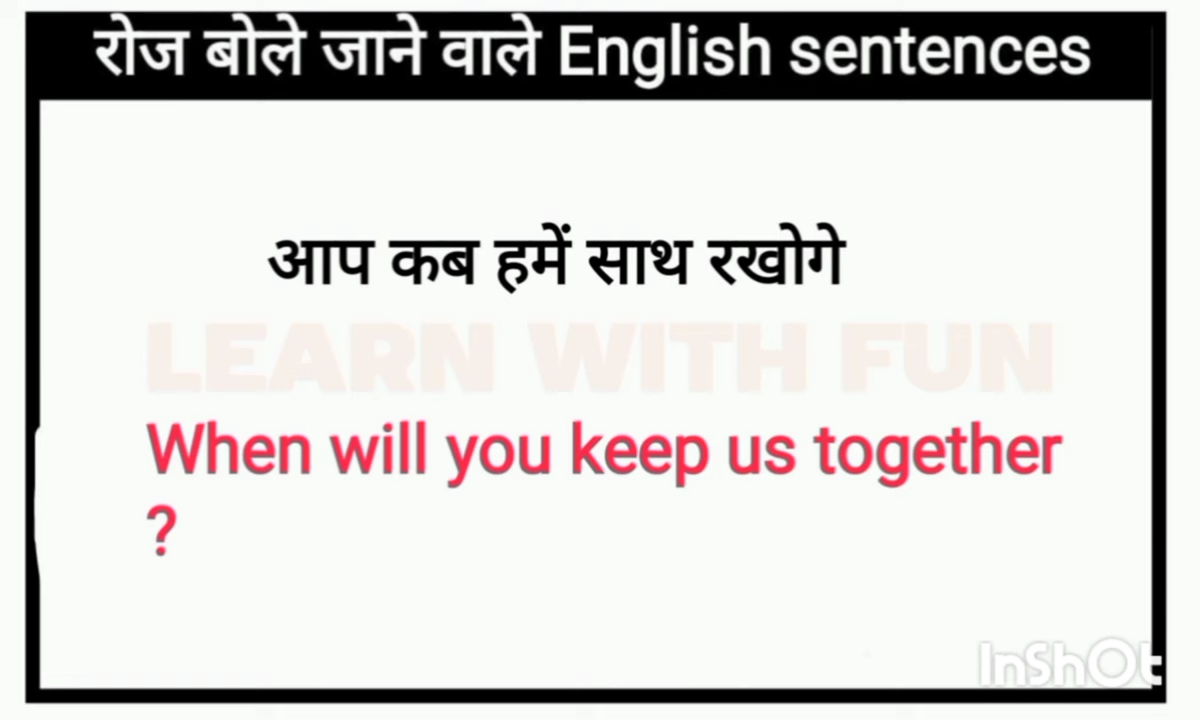 रोज बोले जाने वाले English sentences
आप कब हमें साथ रखोगे
LEARN WITH FUN
When will you keep us together
?
InShOt